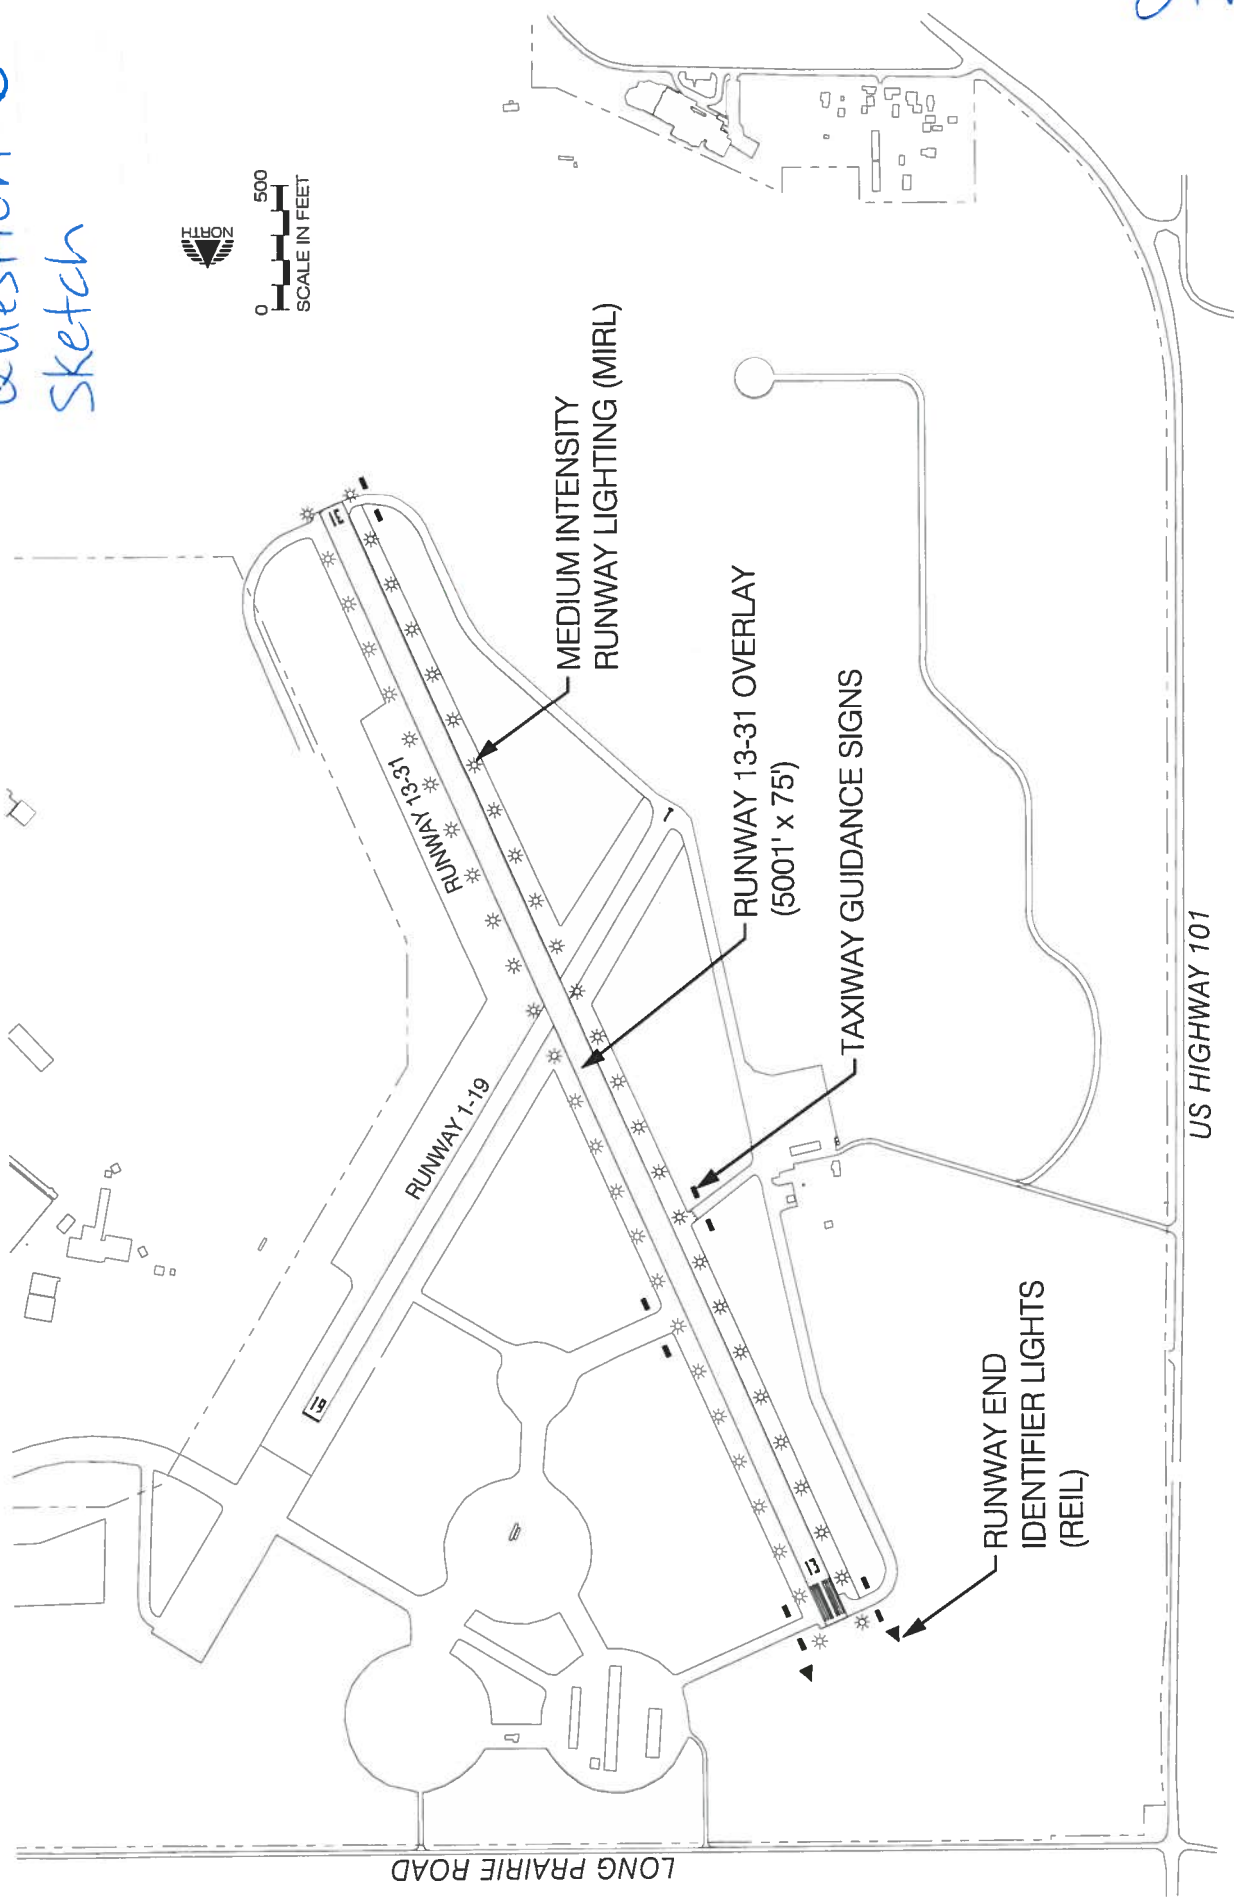 Sketch
NORTH
0 500
SCALE IN FEET
31
MEDIUM INTENSITY
RUNWAY LIGHTING (MIRL)
RUNWAY 13-31
1
RUNWAY 13-31 OVERLAY
(5001' x 75')
TAXIWAY GUIDANCE SIGNS
RUNWAY 1-19
19
13
RUNWAY END
IDENTIFIER LIGHTS
(REIL)
US HIGHWAY 101
LONG PRAIRIE ROAD